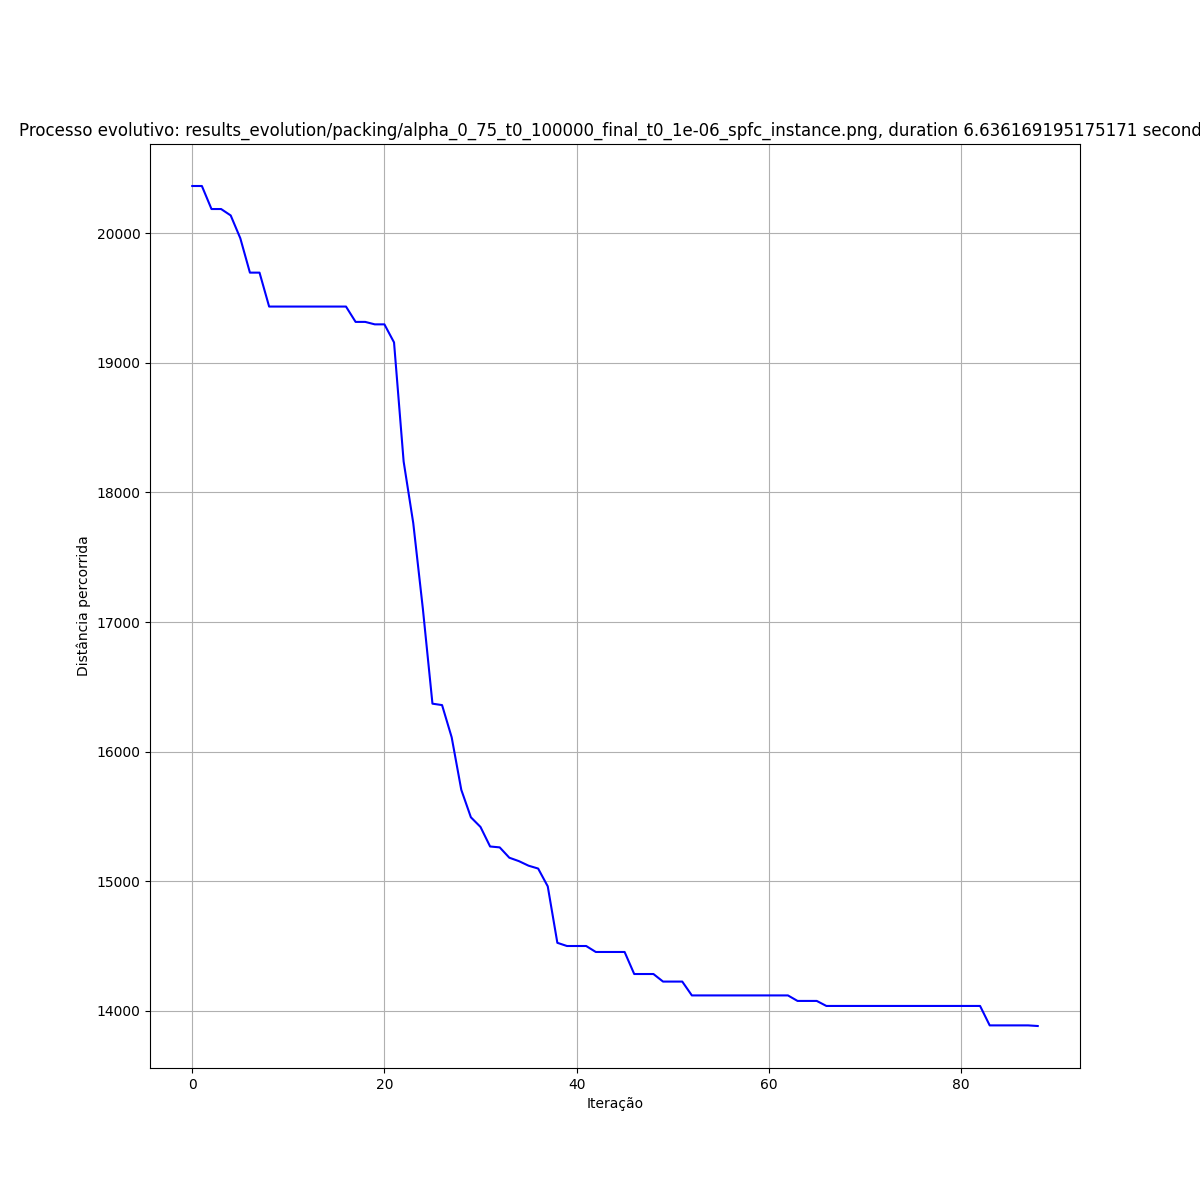 Processo evolutivo: results_evolution/packing/alpha_0_75_t0_100000_final_t0_1e-06_spfc_instance.png, duration 6.636169195175171 second
20000
19000
18000
17000
16000
15000
14000
Distância percorrida
0 20 40 60 80
Iteração